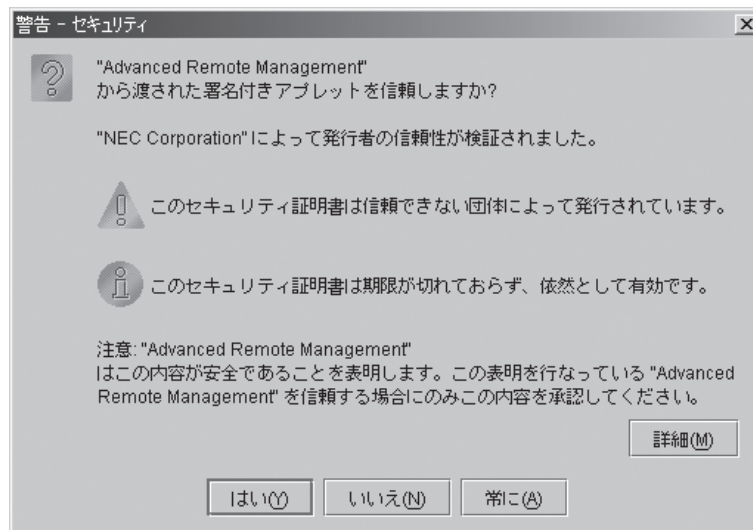 警告 - セキュリティ
"Advanced Remote Management"
から渡された署名付きアプレットを信頼しますか?
"NEC Corporation"によって発行者の信頼性が検証されました。
このセキュリティ証明書は信頼できない団体によって発行されています。
このセキュリティ証明書は期限が切れておらず、依然として有効です。
注意: "Advanced Remote Management"
はこの内容が安全であることを表明します。この表明を行なっている "Advanced
Remote Management" を信頼する場合にのみこの内容を承認してください。
詳細(M)
はい(Y) いいえ(N) 常に(A)